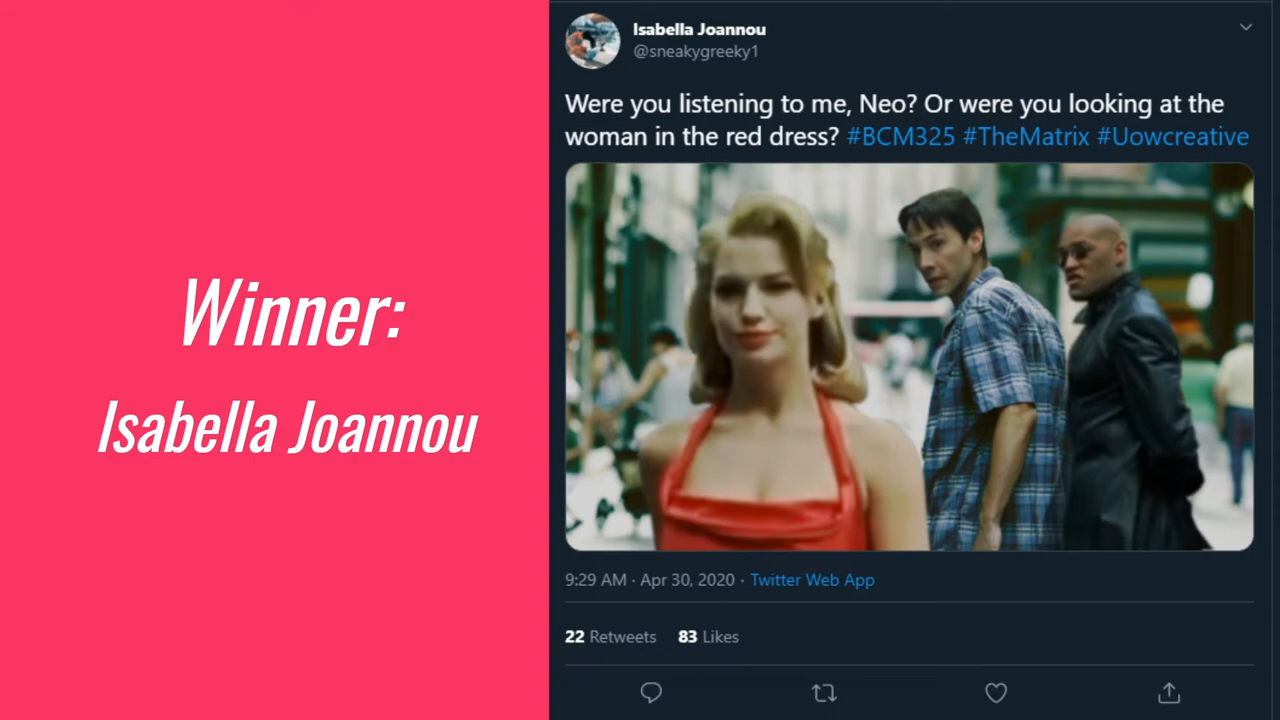 Winner:
Isabella Joannou
Isabella Joannou
@sneakygreeky1
Were you listening to me, Neo? Or were you looking at the
woman in the red dress? #BCM325 #TheMatrix #Uowcreative
9:29 AM · Apr 30, 2020 · Twitter Web App
22 Retweets 83 Likes